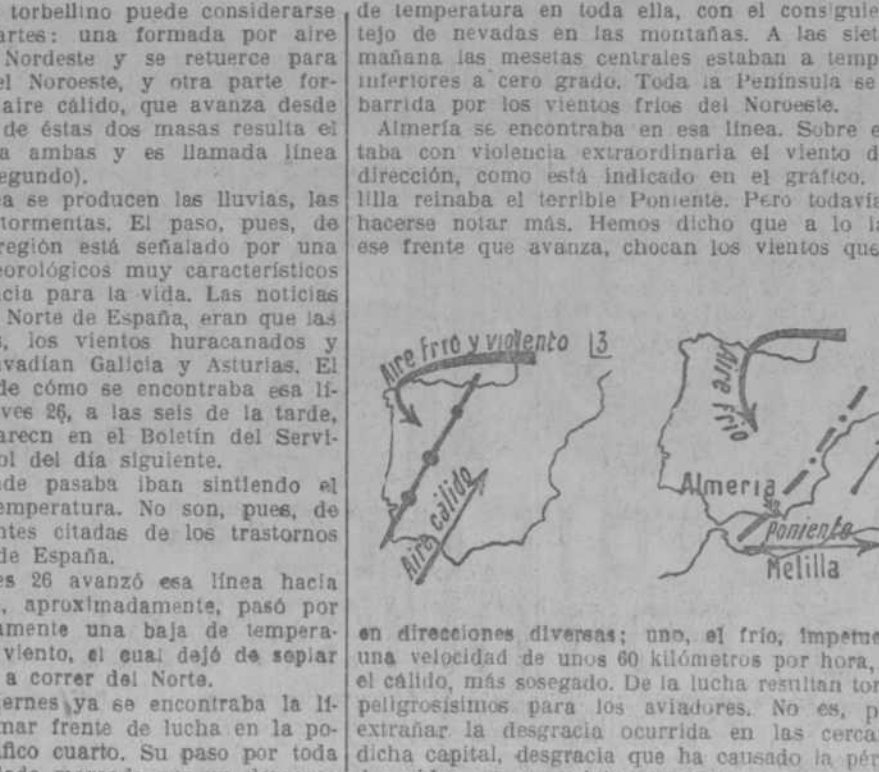 torbellino puede considerarse
artes: una formada por aire
Nordeste y se retuerce para
el Noroeste, y otra parte for-
aire cálido, que avanza desde
de éstas dos masas resulta el
a ambas y es llamada línea
egundo).
a se producen las lluvias, las
tormentas. El paso, pues, de
región está señalado por una
eorológicos muy característicos
cia para la vida. Las noticias
Norte de España, eran que las
s, los vientos huracanados y
nvadían Galicia y Asturias. El
de cómo se encontraba esa lí-
ves 26, a las seis de la tarde,
arecn en el Boletín del Servi-
ol del día siguiente.
nde pasaba iban sintiendo el
emperatura. No son, pues, de
ntes citadas de los trastornos
de España.
es 26 avanzó esa línea hacia
, aproximadamente, pasó por
amente una baja de tempera-
viento, el cual dejó de soplar
a correr del Norte.
ernes ya se encontraba la lí-
mar frente de lucha en la po-
áfico cuarto. Su paso por toda
de temperatura en toda ella, con el consiguie
tejo de nevadas en las montañas. A las siet
mañana las mesetas centrales estaban a temp
inferiores a cero grado. Toda la Península se
barrida por los vientos fríos del Noroeste.
Almería se encontraba en esa línea. Sobre e
taba con violencia extraordinaria el viento d
dirección, como está indicado en el gráfico.
lilla reinaba el terrible Poniente. Pero todavía
hacerse notar más. Hemos dicho que a lo la
ese frente que avanza, chocan los vientos que
Aire frío y violento 3
Aire cálido
Aire frío
Almería
Poniente
Melilla
en direcciones diversas; uno, el frío, impetu
una velocidad de unos 60 kilómetros por hora,
el cálido, más sosegado. De la lucha resultan tor
peligrosísimos para los aviadores. No es, p
extrañar la desgracia ocurrida en las cerca
dicha capital, desgracia que ha causado la pér